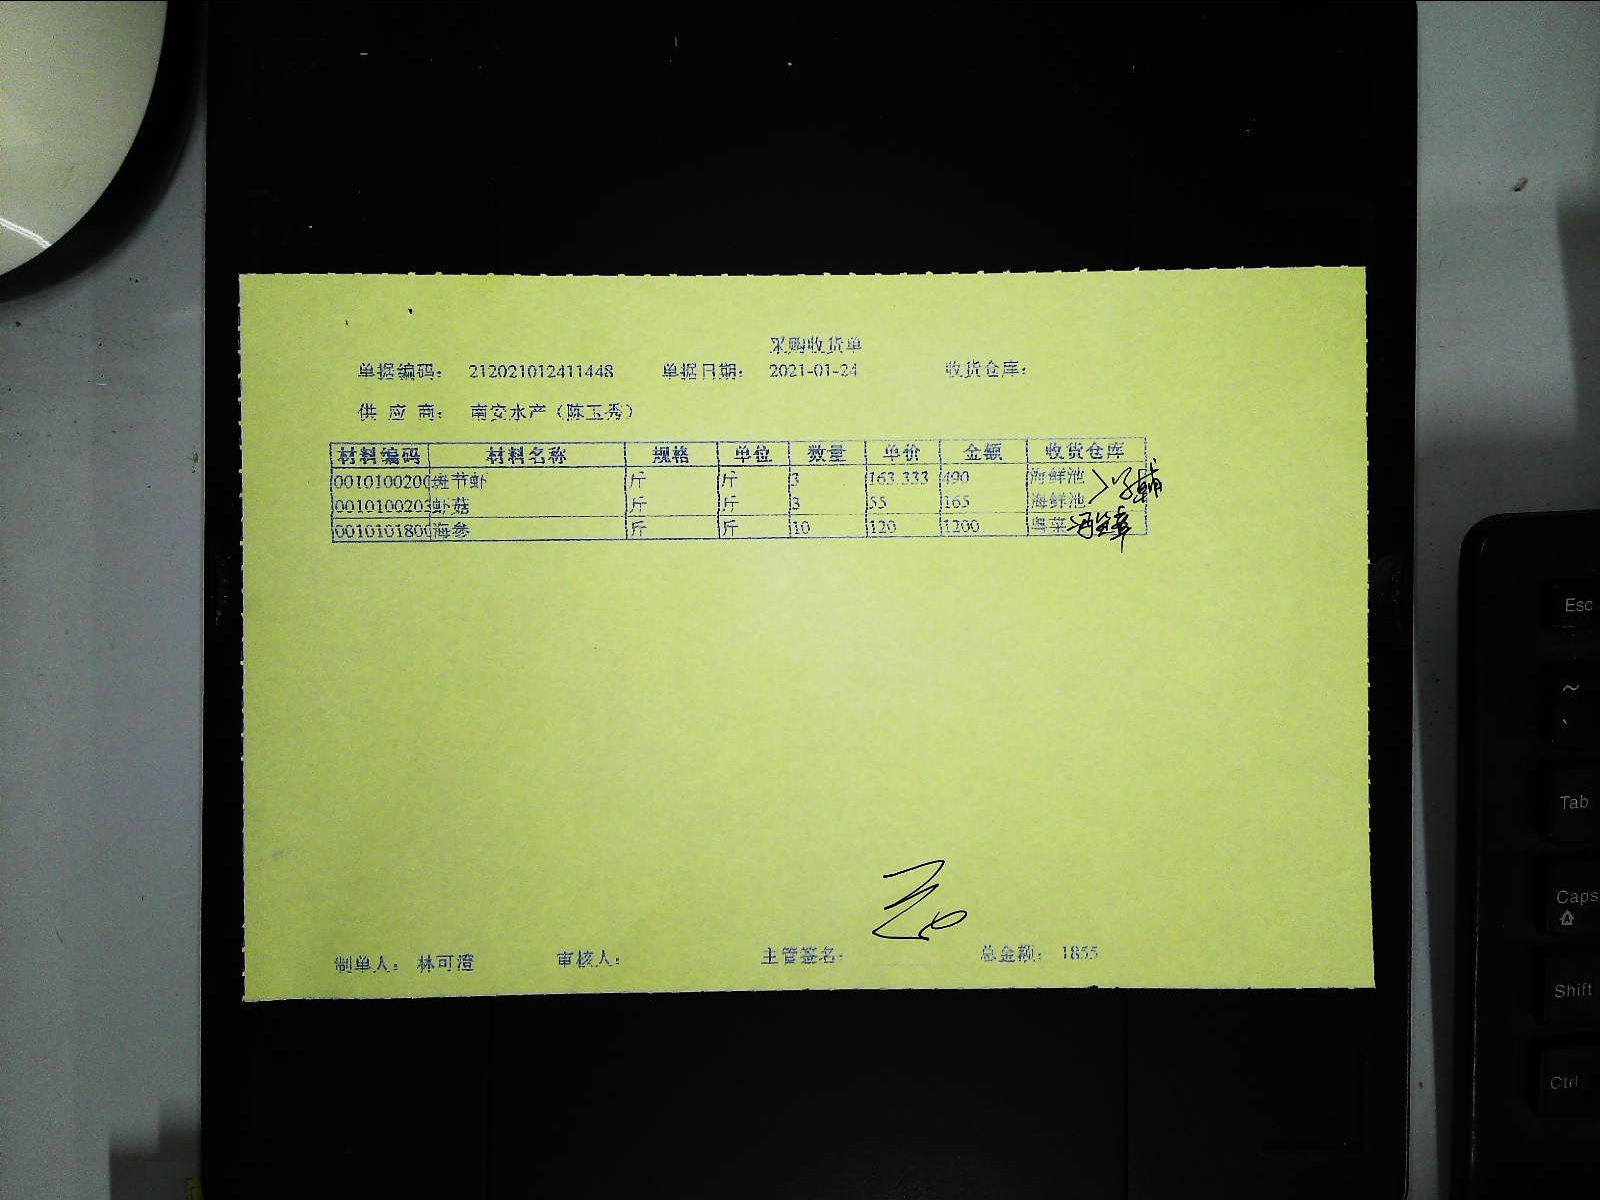 采购收货单
单据编码： 212021012411448 单据日期： 2021-01-24 收货仓库：
供 应 商： 南安水产（陈玉秀）
材料编码 材料名称 规格 单位 数量 单价 金额 收货仓库
0010100200 斑节虾 斤 斤 3 163.333 490 海鲜池
001010020 虾菇 斤 斤 3 55 165 海鲜池
001010180 海参 斤 斤 10 120 1200 粤菜
制单人： 林可澄 审核人： 主管签名： 总金额： 1855
Esc
~
`
Tab
Caps
Shift
Ctrl